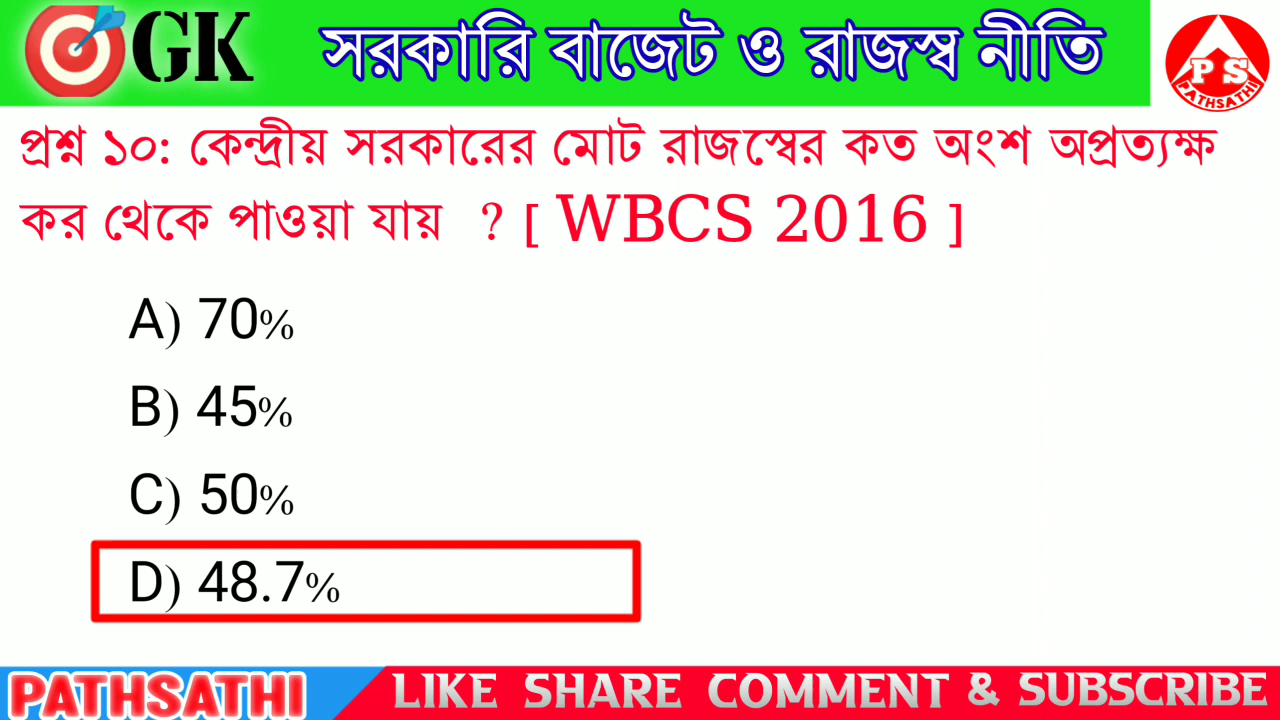 GK সরকারি বাজেট ও রাজস্ব নীতি
PS
PATHSATHI
প্রশ্ন ১০: কেন্দ্রীয় সরকারের মোট রাজস্বের কত অংশ অপ্রত্যক্ষ
কর থেকে পাওয়া যায় ? [ WBCS 2016 ]
A) 70%
B) 45%
C) 50%
D) 48.7%
PATHSATHI LIKE SHARE COMMENT & SUBSCRIBE